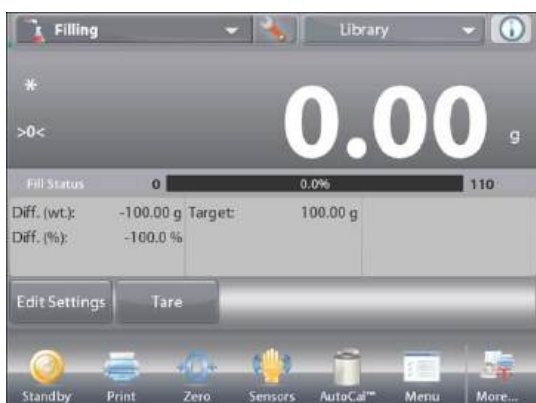 Filling Library
*
>0<
0.00 g
Fill Status 0 0.0% 110
Diff. (wt.): -100.00 g Target: 100.00 g
Diff. (%): -100.0 %
Edit Settings Tare
Standby Print Zero Sensors AutoCal™ Menu More...